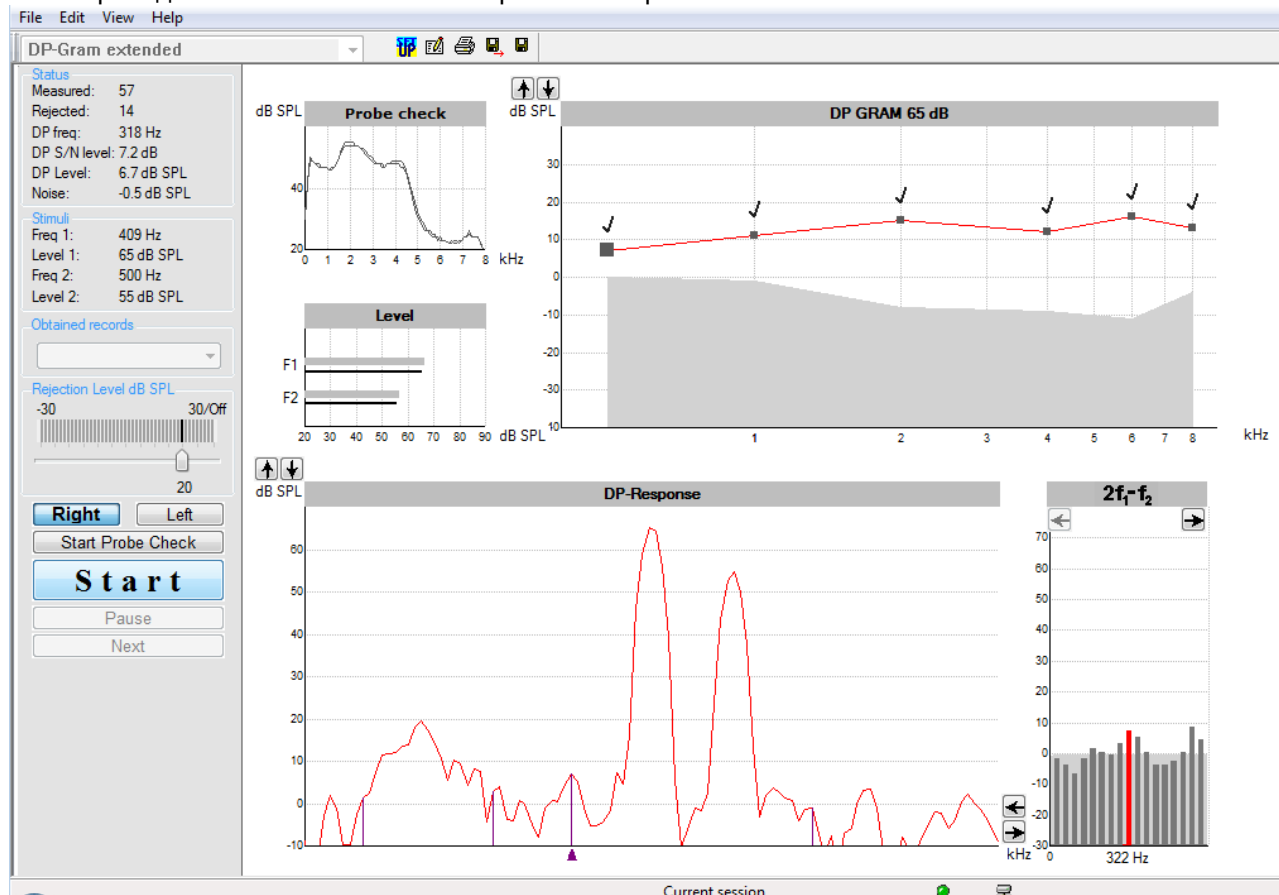 File Edit View Help
DP-Gram extended
SET UP
Status
Measured: 57
Rejected: 14
DP freq: 318 Hz
DP S/N level: 7.2 dB
DP Level: 6.7 dB SPL
Noise: -0.5 dB SPL
Stimuli
Freq 1: 409 Hz
Level 1: 65 dB SPL
Freq 2: 500 Hz
Level 2: 55 dB SPL
Obtained records
Rejection Level dB SPL
-30 30/Off
20
Right Left
Start Probe Check
Start
Pause
Next
dB SPL Probe check
40
20
0 1 2 3 4 5 6 7 8 kHz
Level
F1
F2
20 30 40 50 60 70 80 90 dB SPL
dB SPL DP GRAM 65 dB
30
20
10
0
-10
-20
-30
10
1 2 3 4 5 6 7 8 kHz
dB SPL DP-Response
60
50
40
30
20
10
0
-10
kHz
2f1-f2
70
60
50
40
30
20
10
0
-10
-20
-30
0 322 Hz
Current session